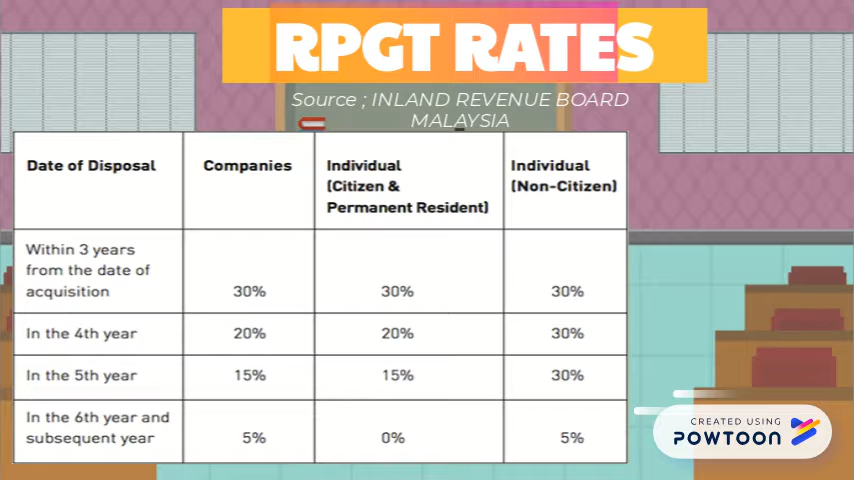 RPGT RATES
Source ; INLAND REVENUE BOARD
MALAYSIA
Date of Disposal
Companies
Individual
(Citizen &
Permanent Resident)
Individual
(Non-Citizen)
Within 3 years
from the date of
acquisition
30%
30%
30%
In the 4th year
20%
20%
30%
In the 5th year
15%
15%
30%
In the 6th year and
subsequent year
5%
0%
5%
CREATED USING
POWTOON